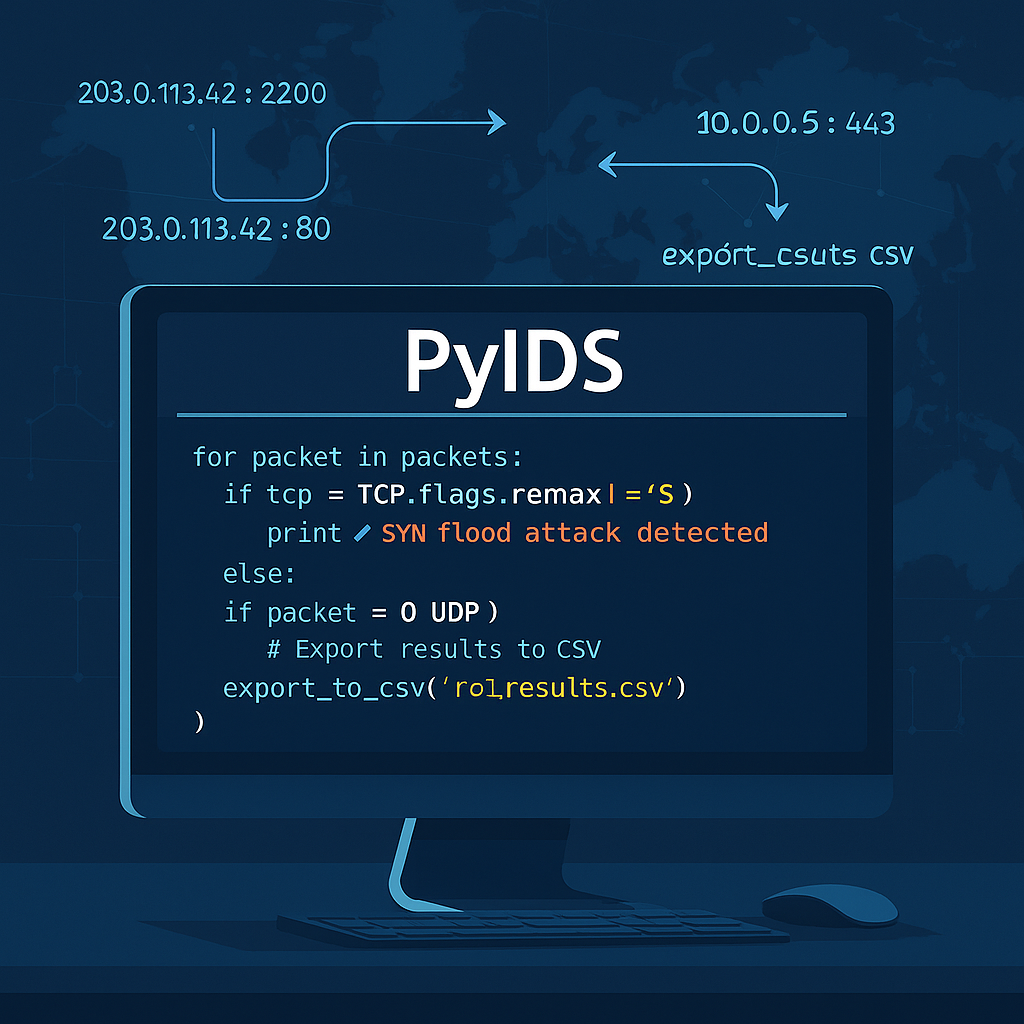 203.0.113.42 : 2200
10.0.0.5 : 443
203.0.113.42 : 80
expórt_csuts CSV
PyIDS
for packet in packets:
if tcp = TCP.flags.remax| =‘S )
print SYN flood attack detected
else:
if packet = O UDP )
# Export results to CSV
export_to_csv('rol_results.csv')
)